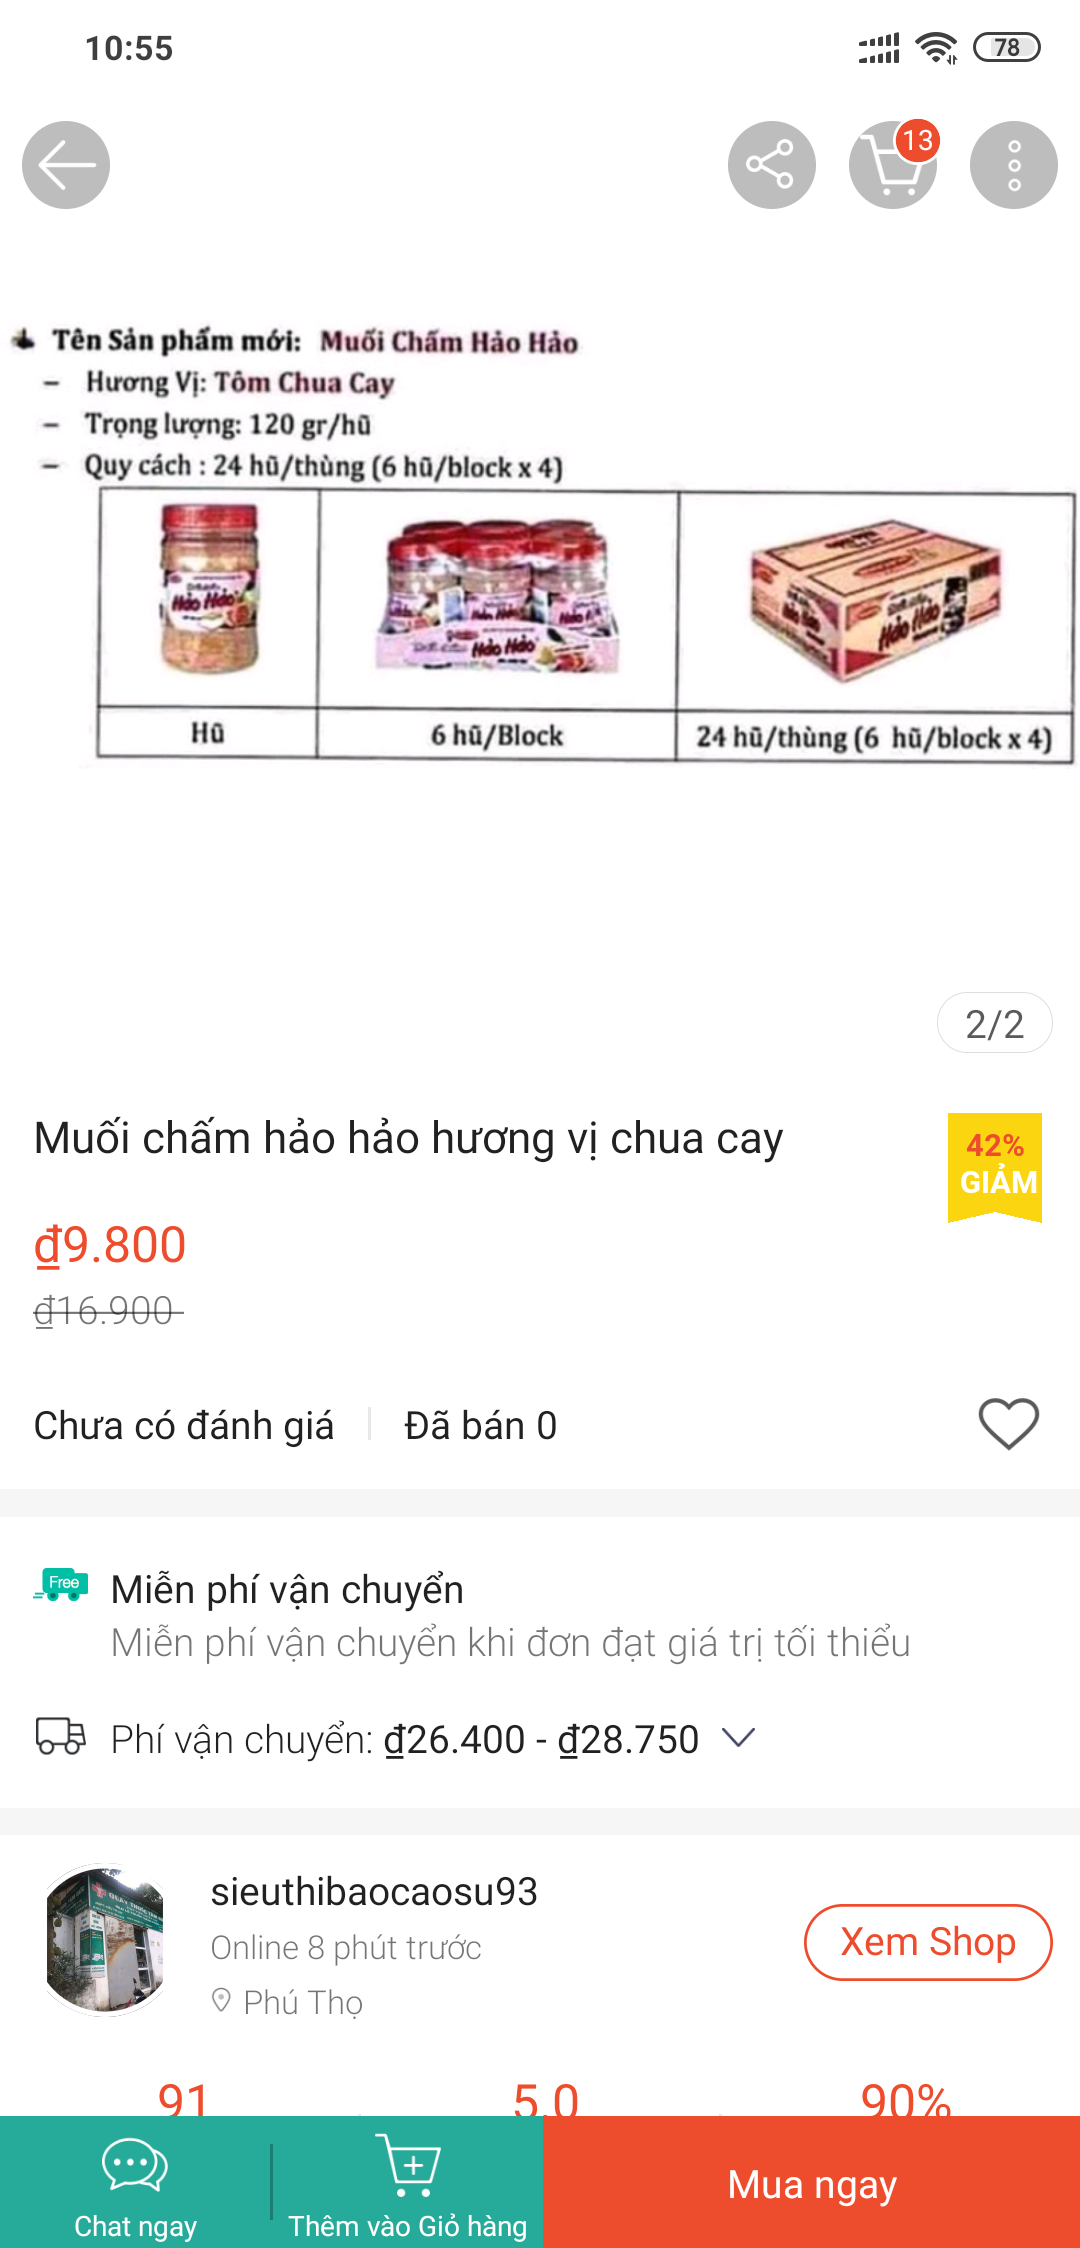 10:55
78
13
Tên Sản phẩm mới: Muối Chấm Hảo Hảo
– Hương Vị: Tôm Chua Cay
– Trọng lượng: 120 gr/hũ
– Quy cách : 24 hũ/thùng (6 hũ/block x 4)
Hảo Hảo
Hảo Hảo
Hảo Hảo
Hũ
6 hũ/Block
24 hũ/thùng (6 hũ/block x 4)
2/2
Muối chấm hảo hảo hương vị chua cay
42%
GIẢM
₫9.800
₫16.900
Chưa có đánh giá
Đã bán 0
Free
Miễn phí vận chuyển
Miễn phí vận chuyển khi đơn đạt giá trị tối thiểu
Phí vận chuyển: ₫26.400 - ₫28.750
sieuthibaocaosu93
Online 8 phút trước
Phú Thọ
Xem Shop
91
5.0
90%
Chat ngay
Thêm vào Giỏ hàng
Mua ngay